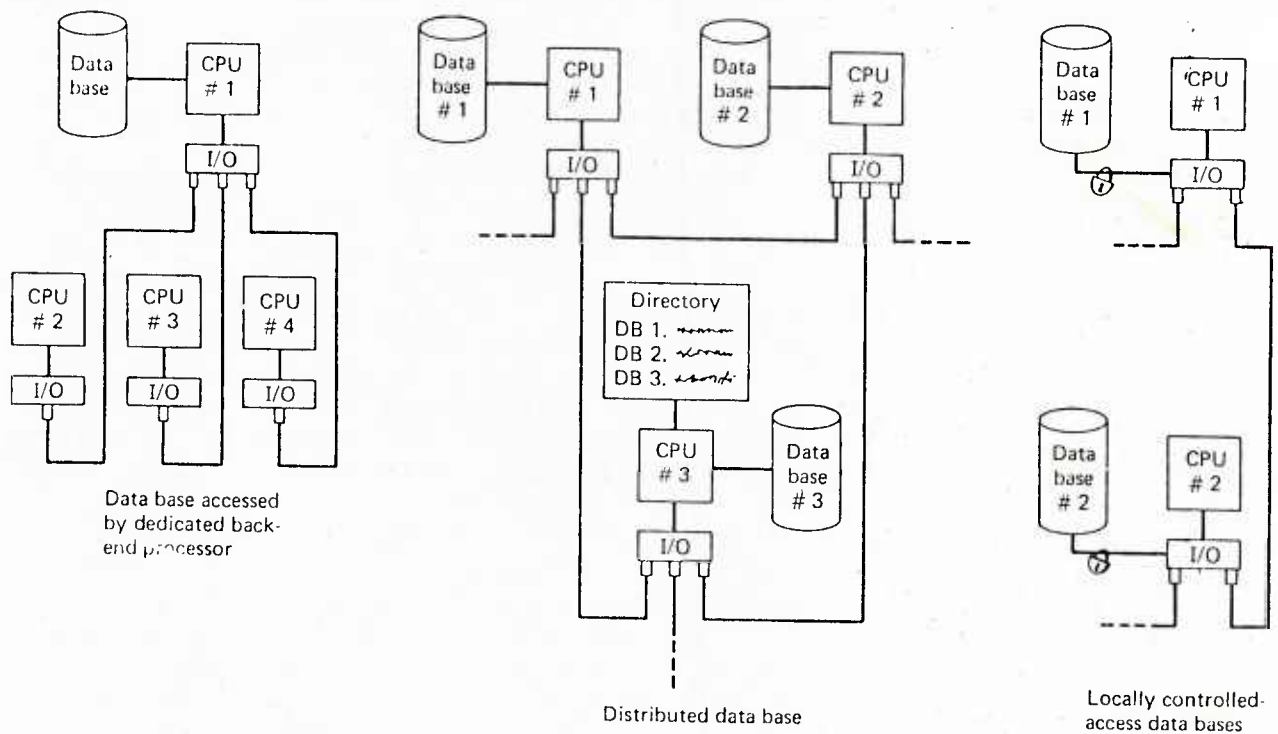 Data
base
CPU
# 1
I/O
CPU
# 2
CPU
# 3
CPU
# 4
I/O
I/O
I/O
Data base accessed
by dedicated back-
end processor
Data
base
# 1
CPU
# 1
I/O
Data
base
# 2
CPU
# 2
I/O
Directory
DB 1.
DB 2.
DB 3.
CPU
# 3
Data
base
# 3
I/O
Distributed data base
Data
base
# 1
CPU
# 1
I/O
Data
base
# 2
CPU
# 2
I/O
Locally controlled-
access data bases